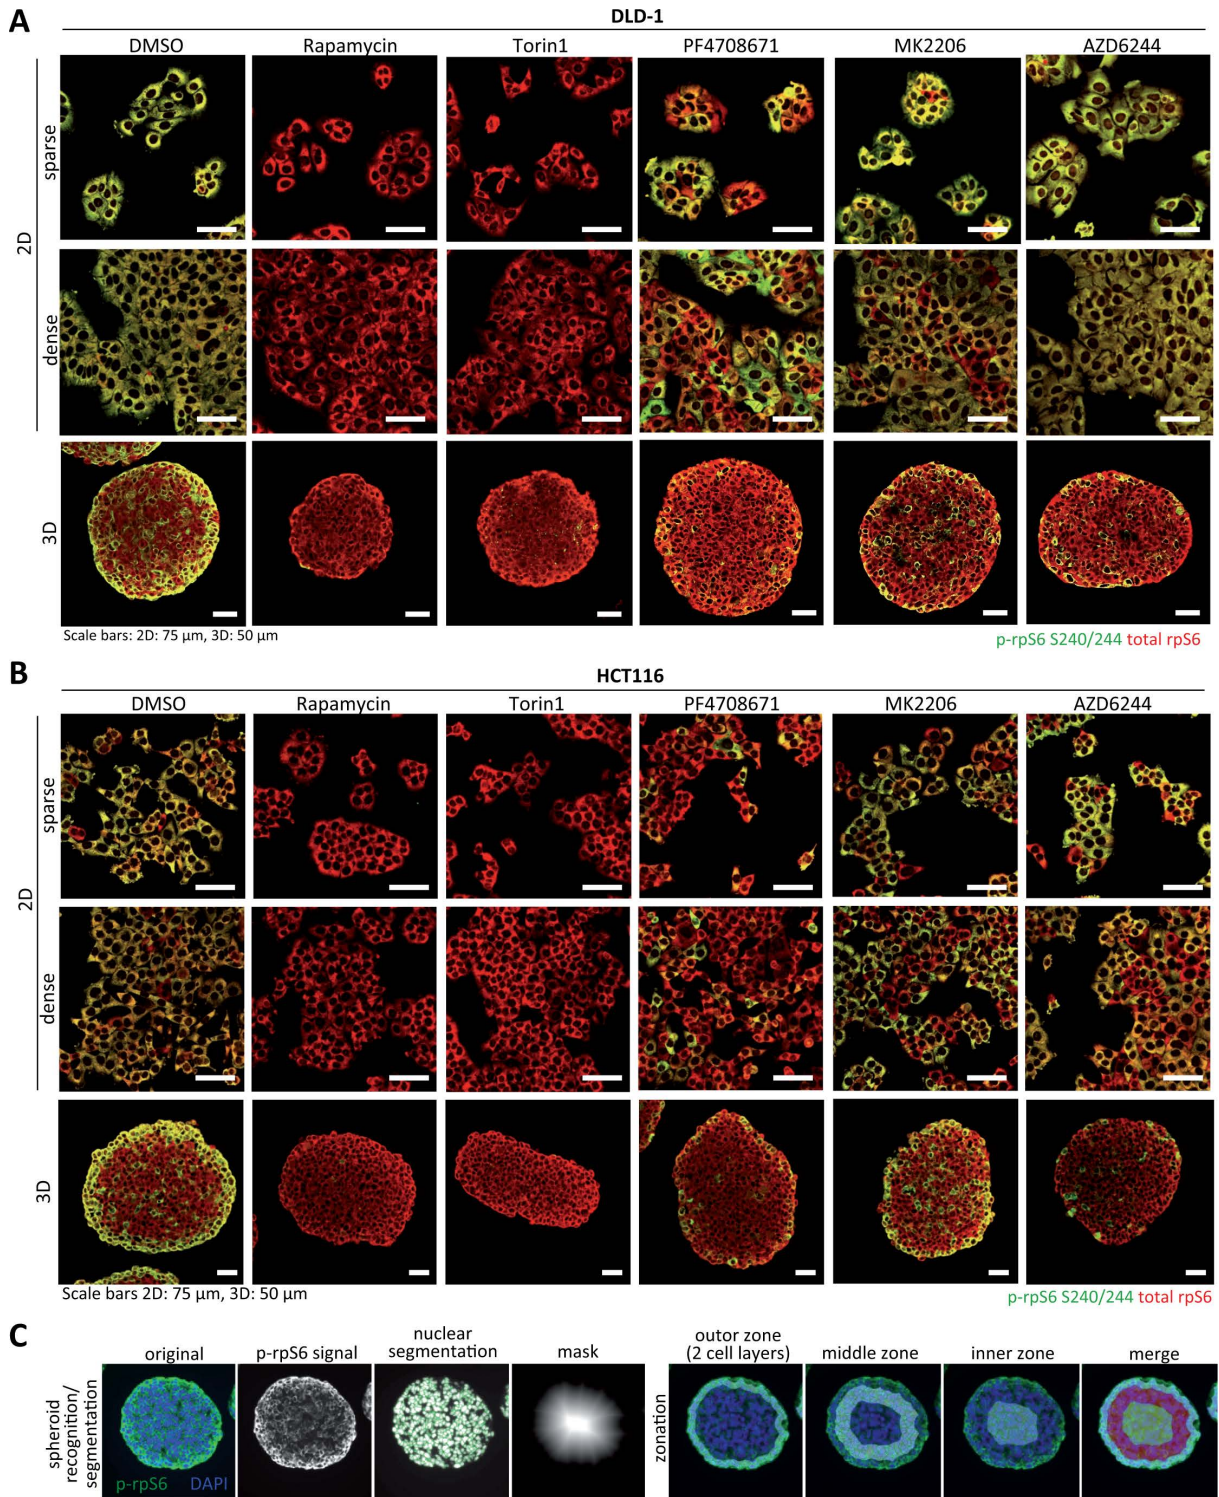 A
DLD-1
DMSO Rapamycin Torin1 PF4708671 MK2206 AZD6244
2D
sparse
dense
3D
Scale bars: 2D: 75 µm, 3D: 50 µm
p-rpS6 S240/244 total rpS6
B
HCT116
DMSO Rapamycin Torin1 PF4708671 MK2206 AZD6244
2D
sparse
dense
3D
Scale bars 2D: 75 µm, 3D: 50 µm
p-rpS6 S240/244 total rpS6
C
spheroid
recognition/
segmentation
original
p-rpS6 signal
nuclear
segmentation
mask
p-rpS6 DAPI
zonation
outor zone
(2 cell layers)
middle zone
inner zone
merge